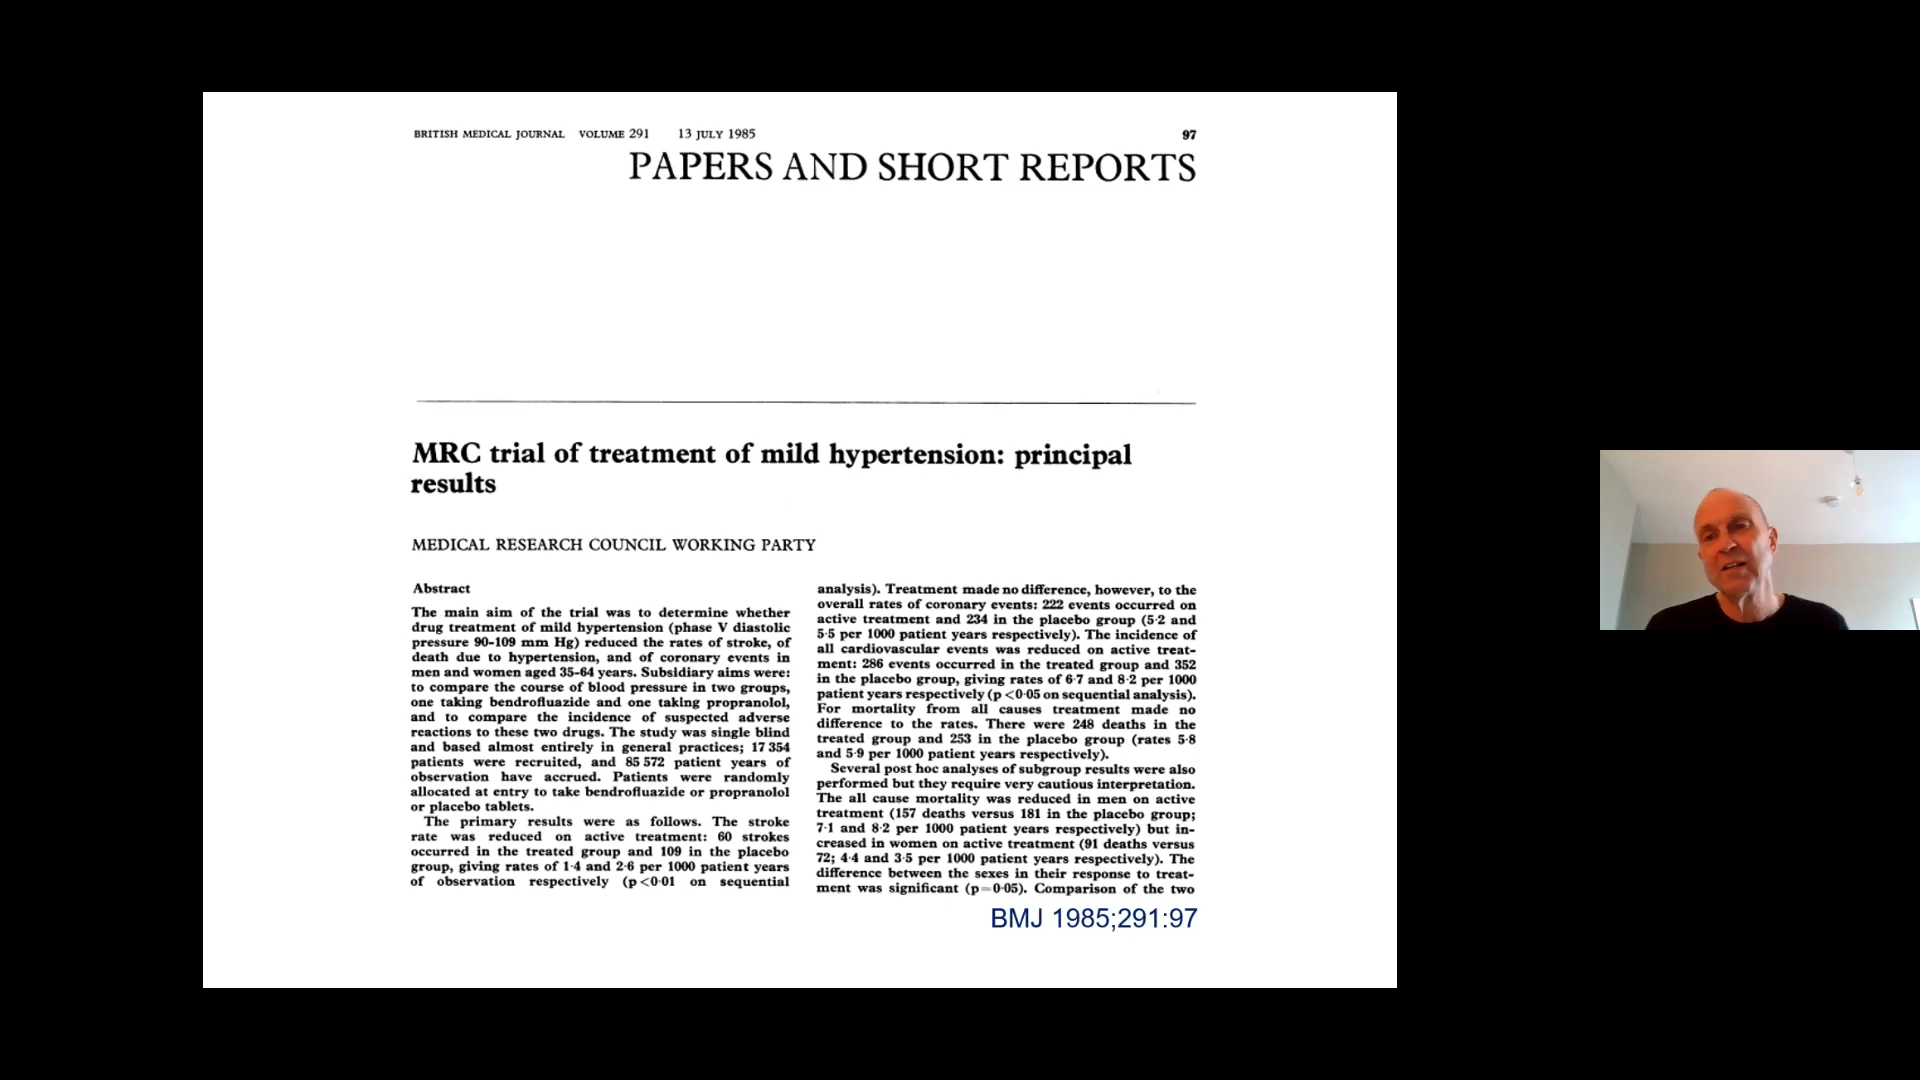 BRITISH MEDICAL JOURNAL VOLUME 291 13 JULY 1985 97
PAPERS AND SHORT REPORTS
MRC trial of treatment of mild hypertension: principal
results
MEDICAL RESEARCH COUNCIL WORKING PARTY
Abstract
The main aim of the trial was to determine whether
drug treatment of mild hypertension (phase V diastolic
pressure 90-109 mm Hg) reduced the rates of stroke, of
death due to hypertension, and of coronary events in
men and women aged 35-64 years. Subsidiary aims were:
to compare the course of blood pressure in two groups,
one taking bendrofluazide and one taking propranolol,
and to compare the incidence of suspected adverse
reactions to these two drugs. The study was single blind
and based almost entirely in general practices; 17 354
patients were recruited, and 85 572 patient years of
observation have accrued. Patients were randomly
allocated at entry to take bendrofluazide or propranolol
or placebo tablets.
The primary results were as follows. The stroke
rate was reduced on active treatment: 60 strokes
occurred in the treated group and 109 in the placebo
group, giving rates of 1·4 and 2·6 per 1000 patient years
of observation respectively (p<0·01 on sequential
analysis). Treatment made no difference, however, to the
overall rates of coronary events: 222 events occurred on
active treatment and 234 in the placebo group (5·2 and
5·5 per 1000 patient years respectively). The incidence of
all cardiovascular events was reduced on active treat-
ment: 286 events occurred in the treated group and 352
in the placebo group, giving rates of 6·7 and 8·2 per 1000
patient years respectively (p<0·05 on sequential analysis).
For mortality from all causes treatment made no
difference to the rates. There were 248 deaths in the
treated group and 253 in the placebo group (rates 5·8
and 5·9 per 1000 patient years respectively).
Several post hoc analyses of subgroup results were also
performed but they require very cautious interpretation.
The all cause mortality was reduced in men on active
treatment (157 deaths versus 181 in the placebo group;
7·1 and 8·2 per 1000 patient years respectively) but in-
creased in women on active treatment (91 deaths versus
72; 4·4 and 3·5 per 1000 patient years respectively). The
difference between the sexes in their response to treat-
ment was significant (p=0·05). Comparison of the two
BMJ 1985;291:97